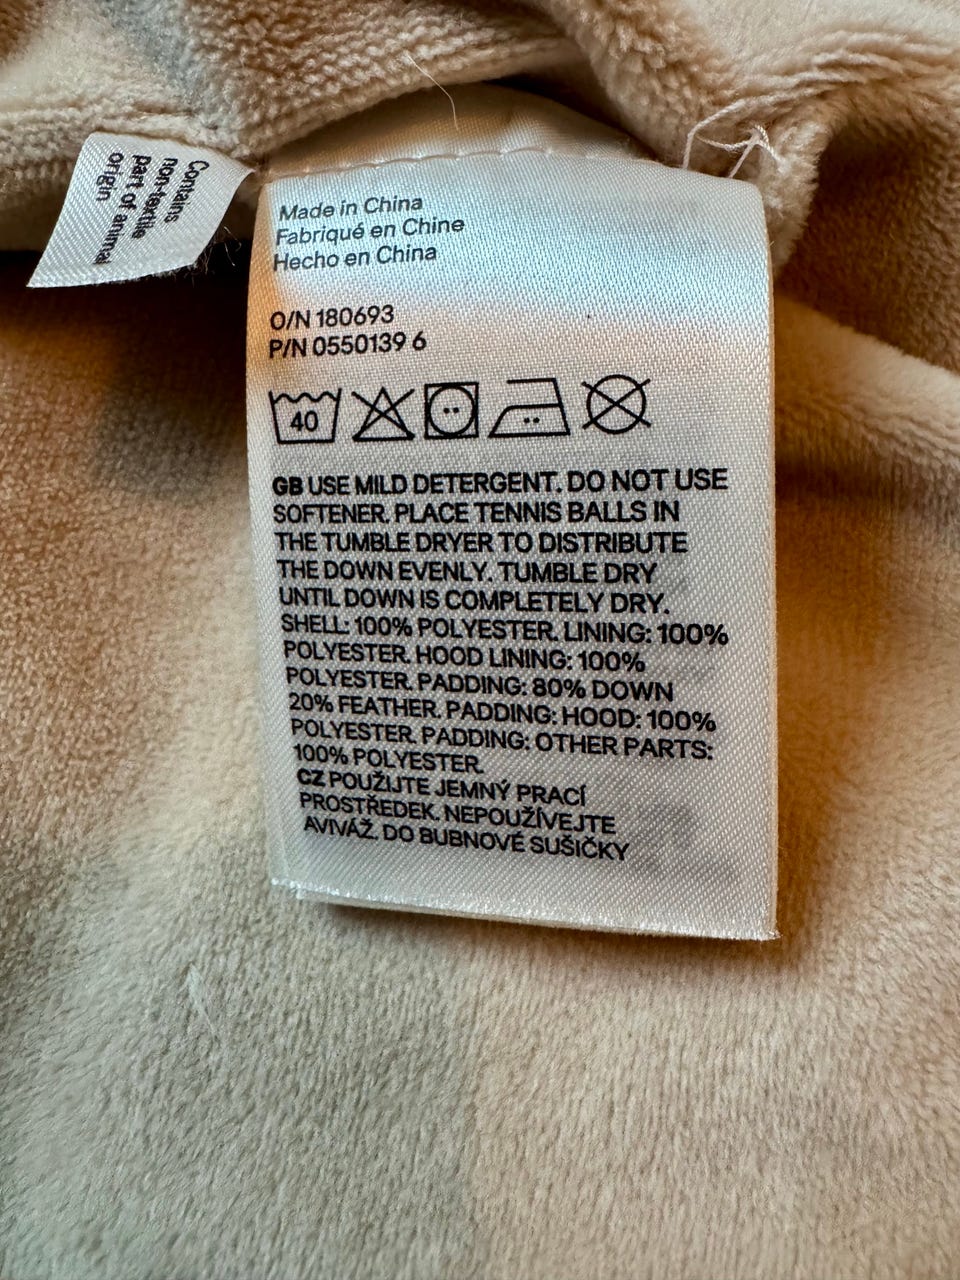 Contains
non-textile
part of animal
origin
Made in China
Fabriqué en Chine
Hecho en China
O/N 180693
P/N 0550139 6
40
GB USE MILD DETERGENT. DO NOT USE
SOFTENER. PLACE TENNIS BALLS IN
THE TUMBLE DRYER TO DISTRIBUTE
THE DOWN EVENLY. TUMBLE DRY
UNTIL DOWN IS COMPLETELY DRY.
SHELL: 100% POLYESTER. LINING: 100%
POLYESTER. HOOD LINING: 100%
POLYESTER. PADDING: 80% DOWN
20% FEATHER. PADDING: HOOD: 100%
POLYESTER. PADDING: OTHER PARTS:
100% POLYESTER.
CZ POUŽIJTE JEMNÝ PRACÍ
PROSTŘEDEK. NEPOUŽÍVEJTE
AVIVÁŽ. DO BUBNOVÉ SUŠIČKY